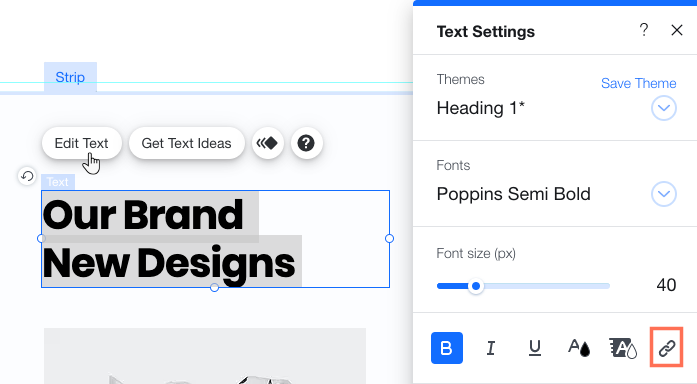 Text Settings
?
Strip
Themes
Save Theme
Heading 1*
Edit Text
Get Text Ideas
?
Fonts
Poppins Semi Bold
Text
Our Brand
New Designs
Font size (px)
40
B I U A A